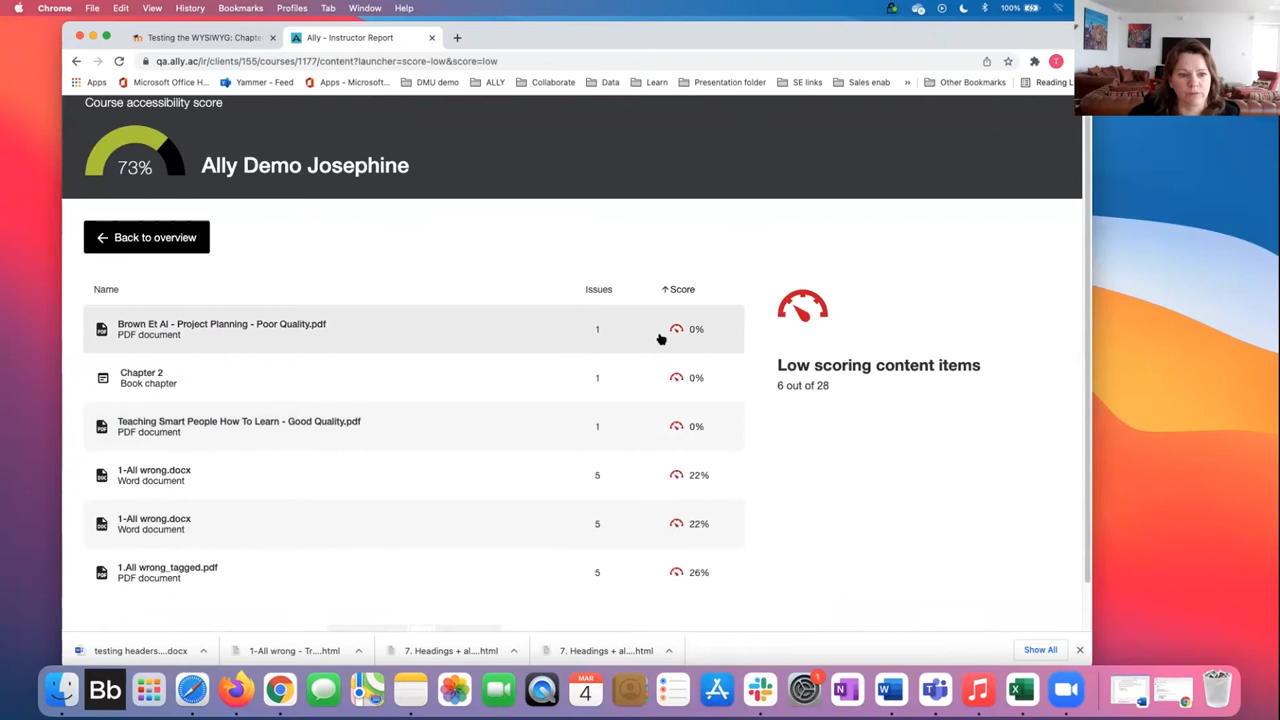 Chrome File Edit View History Bookmarks Profiles Tab Window Help 100%
Testing the WYSIWYG: Chapte Ally - Instructor Report
qa.ally.ac/ir/clients/155/courses/1177/content?launcher=score-low&score=low T
Apps Microsoft Office H... Yammer - Feed Apps - Microsoft... DMU demo ALLY Collaborate Data Learn Presentation folder SE links Sales enab » Other Bookmarks Reading L
Course accessibility score
73% Ally Demo Josephine
Back to overview
Name Issues Score
Brown Et Al - Project Planning - Poor Quality.pdf 1 0%
PDF document
Chapter 2 1 0%
Book chapter
Teaching Smart People How To Learn - Good Quality.pdf 1 0%
PDF document
1-All wrong.docx 5 22%
Word document
1-All wrong.docx 5 22%
Word document
1.All wrong_tagged.pdf 5 26%
PDF document
Low scoring content items
6 out of 28
testing headers....docx 1-All wrong - Tr....html 7. Headings + al....html 7. Headings + al....html Show All
Bb MAR 4 1